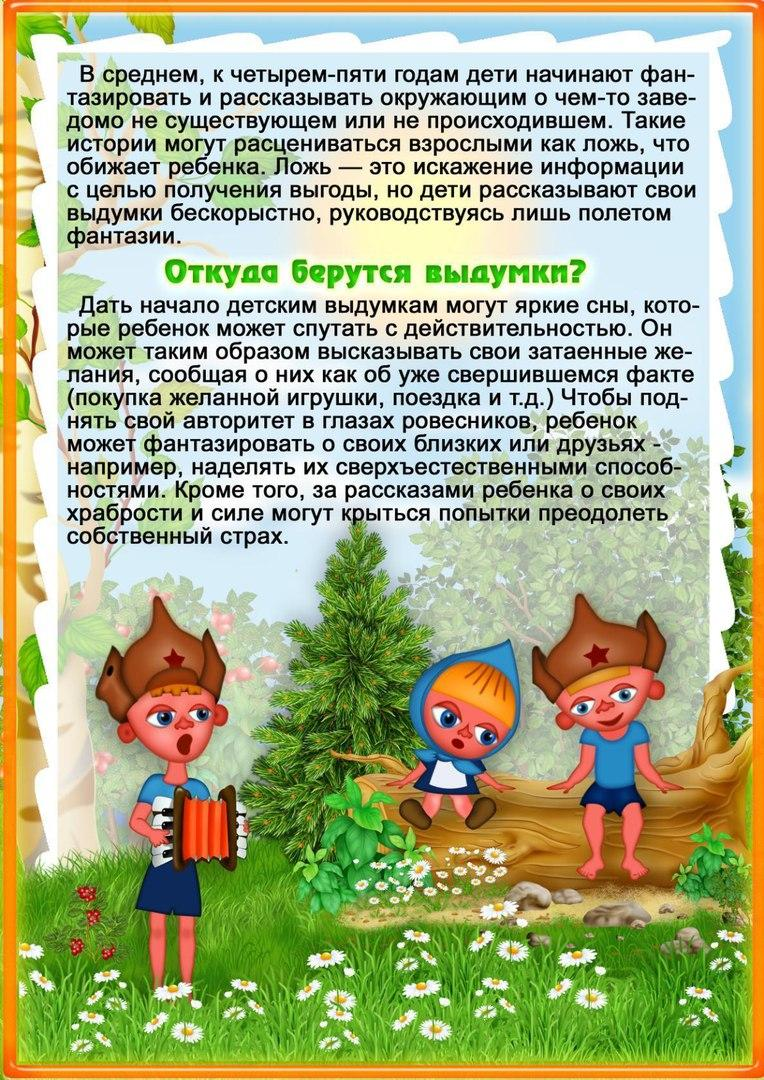 В среднем, к четырем-пяти годам дети начинают фан-
тазировать и рассказывать окружающим о чем-то заве-
домо не существующем или не происходившем. Такие
истории могут расцениваться взрослыми как ложь, что
обижает ребенка. Ложь — это искажение информации
с целью получения выгоды, но дети рассказывают свои
выдумки бескорыстно, руководствуясь лишь полетом
фантазии.
Откуда берутся выдумки?
Дать начало детским выдумкам могут яркие сны, кото-
рые ребенок может спутать с действительностью. Он
может таким образом высказывать свои затаенные же-
лания, сообщая о них как об уже свершившемся факте
(покупка желанной игрушки, поездка и т.д.) Чтобы под-
нять свой авторитет в глазах ровесников, ребенок
может фантазировать о своих близких или друзьях -
например, наделять их сверхъестественными способ-
ностями. Кроме того, за рассказами ребенка о своих
храбрости и силе могут крыться попытки преодолеть
собственный страх.